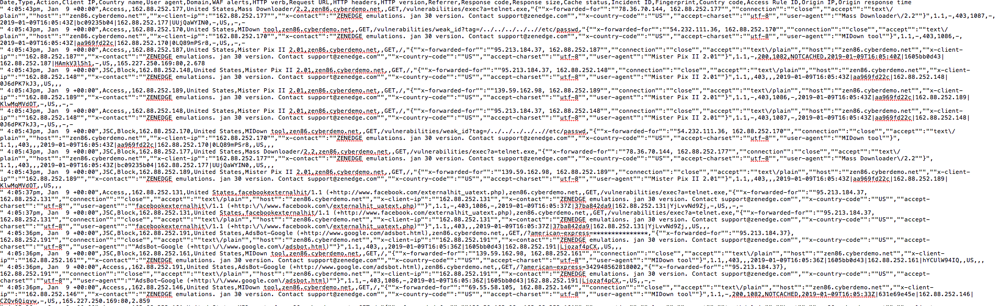 Date,Type,Action,Client IP,Country name,User agent,Domain,WAF alerts,HTTP verb,Request URL,HTTP headers,HTTP version,Referrer,Response code,Response size,Cache status,Incident ID,Fingerprint,Country code,Access Rule ID,Origin IP,Origin response time
" 4:05:43pm, Jan  9 +00:00",Access,,162.88.252.177,United States,Mass Downloader/2.2,zen86.cyberdemo.net,,GET,/vulnerabilities/exec?a=telnet.exe,"{""x-forwarded-for"":""78.36.70.144, 162.88.252.177"",""connection"":""close"",""accept"":""text\/
plain"",""host"":""zen86.cyberdemo.net"",""x-client-ip"":""162.88.252.177"",""x-contact"":""ZENEDGE emulations. jan 30 version. Contact support@zenedge.com"",""x-country-code"":""US"",""accept-charset"":""utf-8"",""user-agent"":""Mass Downloader\/2.2""}",1.1,-,403,1087,-,
2019-01-09T16:05:43Z|bc09235b04|162.88.252.177|UUjQaWYIN0,-,US,,-,-
" 4:05:43pm, Jan  9 +00:00",Access,,162.88.252.170,United States,MIDown tool,zen86.cyberdemo.net,,GET,/vulnerabilities/weak_id?tag=/../../../../..//etc/passwd,"{""x-forwarded-for"":""54.232.111.36, 162.88.252.170"",""connection"":""close"",""accept"":""text\/
plain"",""host"":""zen86.cyberdemo.net"",""x-client-ip"":""162.88.252.170"",""x-contact"":""ZENEDGE emulations. jan 30 version. Contact support@zenedge.com"",""x-country-code"":""US"",""accept-charset"":""utf-8"",""user-agent"":""MIDown tool""}",1.1,-,403,1086,-,
2019-01-09T16:05:43Z|aa969fd22c|162.88.252.170|0LQ89mPSrB,-,US,,-,-
" 4:05:43pm, Jan  9 +00:00",Access,,162.88.252.187,United States,Mister Pix II 2.01,zen86.cyberdemo.net,,GET,/,"{""x-forwarded-for"":""95.213.184.37, 162.88.252.187"",""connection"":""close"",""accept"":""text\/plain"",""host"":""zen86.cyberdemo.net"",""x-client-
ip"":""162.88.252.187"",""x-contact"":""ZENEDGE emulations. jan 30 version. Contact support@zenedge.com"",""x-country-code"":""US"",""accept-charset"":""utf-8"",""user-agent"":""Mister Pix II 2.01""}",1.1,-,200,1082,NOTCACHED,2019-01-09T16:05:40Z|1605bb0d43|
162.88.252.187|HAmkV3l5h1,-,US,,165.227.250.169:80,2.678
" 4:05:43pm, Jan  9 +00:00",JSC,Block,162.88.252.148,United States,Mister Pix II 2.01,zen86.cyberdemo.net,,GET,/,"{""x-forwarded-for"":""95.213.184.37, 162.88.252.148"",""connection"":""close"",""accept"":""text\/plain"",""host"":""zen86.cyberdemo.net"",""x-client-
ip"":""162.88.252.148"",""x-contact"":""ZENEDGE emulations. jan 30 version. Contact support@zenedge.com"",""x-country-code"":""US"",""accept-charset"":""utf-8"",""user-agent"":""Mister Pix II 2.01""}",1.1,,403,,,2019-01-09T16:05:43Z|aa969fd22c|162.88.252.148|
0J6dPK7kJ3,,US,,,
" 4:05:43pm, Jan  9 +00:00",Access,,162.88.252.189,United States,Mister Pix II 2.01,zen86.cyberdemo.net,,GET,/,"{""x-forwarded-for"":""139.59.162.98, 162.88.252.189"",""connection"":""close"",""accept"":""text\/plain"",""host"":""zen86.cyberdemo.net"",""x-client-
ip"":""162.88.252.189"",""x-contact"":""ZENEDGE emulations. jan 30 version. Contact support@zenedge.com"",""x-country-code"":""US"",""accept-charset"":""utf-8"",""user-agent"":""Mister Pix II 2.01""}",1.1,-,403,1086,-,2019-01-09T16:05:43Z|aa969fd22c|162.88.252.189|
KlwMqMVdOT,-,US,,-,-
" 4:05:43pm, Jan  9 +00:00",Access,,162.88.252.148,United States,Mister Pix II 2.01,zen86.cyberdemo.net,,GET,/,"{""x-forwarded-for"":""95.213.184.37, 162.88.252.148"",""connection"":""close"",""accept"":""text\/plain"",""host"":""zen86.cyberdemo.net"",""x-client-
ip"":""162.88.252.148"",""x-contact"":""ZENEDGE emulations. jan 30 version. Contact support@zenedge.com"",""x-country-code"":""US"",""accept-charset"":""utf-8"",""user-agent"":""Mister Pix II 2.01""}",1.1,-,403,1087,-,2019-01-09T16:05:43Z|aa969fd22c|162.88.252.148|
0J6dPK7kJ3,-,US,,-,-
" 4:05:43pm, Jan  9 +00:00",JSC,Block,162.88.252.170,United States,MIDown tool,zen86.cyberdemo.net,,GET,/vulnerabilities/weak_id?tag=/../../../../..//etc/passwd,"{""x-forwarded-for"":""54.232.111.36, 162.88.252.170"",""connection"":""close"",""accept"":""text\/
plain"",""host"":""zen86.cyberdemo.net"",""x-client-ip"":""162.88.252.170"",""x-contact"":""ZENEDGE emulations. jan 30 version. Contact support@zenedge.com"",""x-country-code"":""US"",""accept-charset"":""utf-8"",""user-agent"":""MIDown tool""}",
1.1,,403,,,2019-01-09T16:05:43Z|aa969fd22c|162.88.252.170|0LQ89mPSrB,,US,,,
" 4:05:43pm, Jan  9 +00:00",JSC,Block,162.88.252.177,United States,Mass Downloader/2.2,zen86.cyberdemo.net,,GET,/vulnerabilities/exec?a=telnet.exe,"{""x-forwarded-for"":""78.36.70.144, 162.88.252.177"",""connection"":""close"",""accept"":""text\/
plain"",""host"":""zen86.cyberdemo.net"",""x-client-ip"":""162.88.252.177"",""x-contact"":""ZENEDGE emulations. jan 30 version. Contact support@zenedge.com"",""x-country-code"":""US"",""accept-charset"":""utf-8"",""user-agent"":""Mass Downloader\/2.2""}",
1.1,,403,,,2019-01-09T16:05:43Z|bc09235b04|162.88.252.177|UUjQaWYIN0,,US,,,
" 4:05:43pm, Jan  9 +00:00",JSC,Block,162.88.252.189,United States,Mister Pix II 2.01,zen86.cyberdemo.net,,GET,/,"{""x-forwarded-for"":""139.59.162.98, 162.88.252.189"",""connection"":""close"",""accept"":""text\/plain"",""host"":""zen86.cyberdemo.net"",""x-client-
ip"":""162.88.252.189"",""x-contact"":""ZENEDGE emulations. jan 30 version. Contact support@zenedge.com"",""x-country-code"":""US"",""accept-charset"":""utf-8"",""user-agent"":""Mister Pix II 2.01""}",1.1,,403,,,2019-01-09T16:05:43Z|aa969fd22c|162.88.252.189|
KlwMqMVdOT,,US,,,
" 4:05:37pm, Jan  9 +00:00",Access,,162.88.252.131,United States,facebookexternalhit/1.1 (+http://www.facebook.com/externalhit_uatext.php),zen86.cyberdemo.net,,GET,/vulnerabilities/exec?a=telnet.exe,"{""x-forwarded-for"":""95.213.184.37,
162.88.252.131"",""connection"":""close"",""accept"":""text\/plain"",""host"":""zen86.cyberdemo.net"",""x-client-ip"":""162.88.252.131"",""x-contact"":""ZENEDGE emulations. jan 30 version. Contact support@zenedge.com"",""x-country-code"":""US"",""accept-
charset"":""utf-8"",""user-agent"":""facebookexternalhit\/1.1 (+http:\/\/www.facebook.com\/externalhit_uatext.php)""}",1.1,-,403,1086,-,2019-01-09T16:05:37Z|37ba842da9|162.88.252.131|YjLvvNd9Zj,-,US,,-,-
" 4:05:37pm, Jan  9 +00:00",JSC,Block,162.88.252.131,United States,facebookexternalhit/1.1 (+http://www.facebook.com/externalhit_uatext.php),zen86.cyberdemo.net,,GET,/vulnerabilities/exec?a=telnet.exe,"{""x-forwarded-for"":""95.213.184.37,
162.88.252.131"",""connection"":""close"",""accept"":""text\/plain"",""host"":""zen86.cyberdemo.net"",""x-client-ip"":""162.88.252.131"",""x-contact"":""ZENEDGE emulations. jan 30 version. Contact support@zenedge.com"",""x-country-code"":""US"",""accept-
charset"":""utf-8"",""user-agent"":""facebookexternalhit\/1.1 (+http:\/\/www.facebook.com\/externalhit_uatext.php)""}",1.1,,403,,,2019-01-09T16:05:37Z|37ba842da9|162.88.252.131|YjLvvNd9Zj,,US,,,
" 4:05:36pm, Jan  9 +00:00",JSC,Block,162.88.252.191,United States,AdsBot-Google (+http://www.google.com/adsbot.html),zen86.cyberdemo.net,,GET,/?american-express=***************,"{""x-forwarded-for"":""95.213.184.37},
162.88.252.191"",""connection"":""close"",""accept"":""text\/plain"",""host"":""zen86.cyberdemo.net"",""x-client-ip"":""162.88.252.191"",""x-contact"":""ZENEDGE emulations. jan 30 version. Contact support@zenedge.com"",""x-country-code"":""US"",""accept-
charset"":""utf-8"",""user-agent"":""AdsBot-Google (+http:\/\/www.google.com\/adsbot.html)""}",1.1,,403,,,2019-01-09T16:05:36Z|1605bb0d43|162.88.252.191|Ljozaf4pCX,,US,,,
" 4:05:36pm, Jan  9 +00:00",JSC,Block,162.88.252.161,United States,MIDown tool,zen86.cyberdemo.net,,GET,/,"{""x-forwarded-for"":""139.59.162.98, 162.88.252.161"",""connection"":""close"",""accept"":""text\/plain"",""host"":""zen86.cyberdemo.net"",""x-client-
ip"":""162.88.252.161"",""x-contact"":""ZENEDGE emulations. jan 30 version. Contact support@zenedge.com"",""x-country-code"":""US"",""accept-charset"":""utf-8"",""user-agent"":""MIDown tool""}",1.1,,403,,,2019-01-09T16:05:36Z|1605bb0d43|162.88.252.161|hYCUlW94IQ,,US,,,
" 4:05:36pm, Jan  9 +00:00",Access,,162.88.252.191,United States,AdsBot-Google (+http://www.google.com/adsbot.html),zen86.cyberdemo.net,,GET,/?american-express=342948562818002,"{""x-forwarded-for"":""95.213.184.37},
162.88.252.191"",""connection"":""close"",""accept"":""text\/plain"",""host"":""zen86.cyberdemo.net"",""x-client-ip"":""162.88.252.191"",""x-contact"":""ZENEDGE emulations. jan 30 version. Contact support@zenedge.com"",""x-country-code"":""US"",""accept-
charset"":""utf-8"",""user-agent"":""AdsBot-Google (+http:\/\/www.google.com\/adsbot.html)""}",1.1,-,403,1086,-,2019-01-09T16:05:36Z|1605bb0d43|162.88.252.191|Ljozaf4pCX,-,US,,-,-
" 4:05:36pm, Jan  9 +00:00",Access,,162.88.252.146,United States,MIDown tool,zen86.cyberdemo.net,,GET,/,"{""x-forwarded-for"":""69.55.58.105, 162.88.252.146"",""connection"":""close"",""accept"":""text\/plain"",""host"":""zen86.cyberdemo.net"",""x-client-
ip"":""162.88.252.146"",""x-contact"":""ZENEDGE emulations. jan 30 version. Contact support@zenedge.com"",""x-country-code"":""US"",""accept-charset"":""utf-8"",""user-agent"":""MIDown tool""}",1.1,-,200,1082,NOTCACHED,2019-01-09T16:05:33Z|631e69e45e|162.88.252.146|
CZQv6Qigyw,-,US,,165.227.250.169:80,2.859